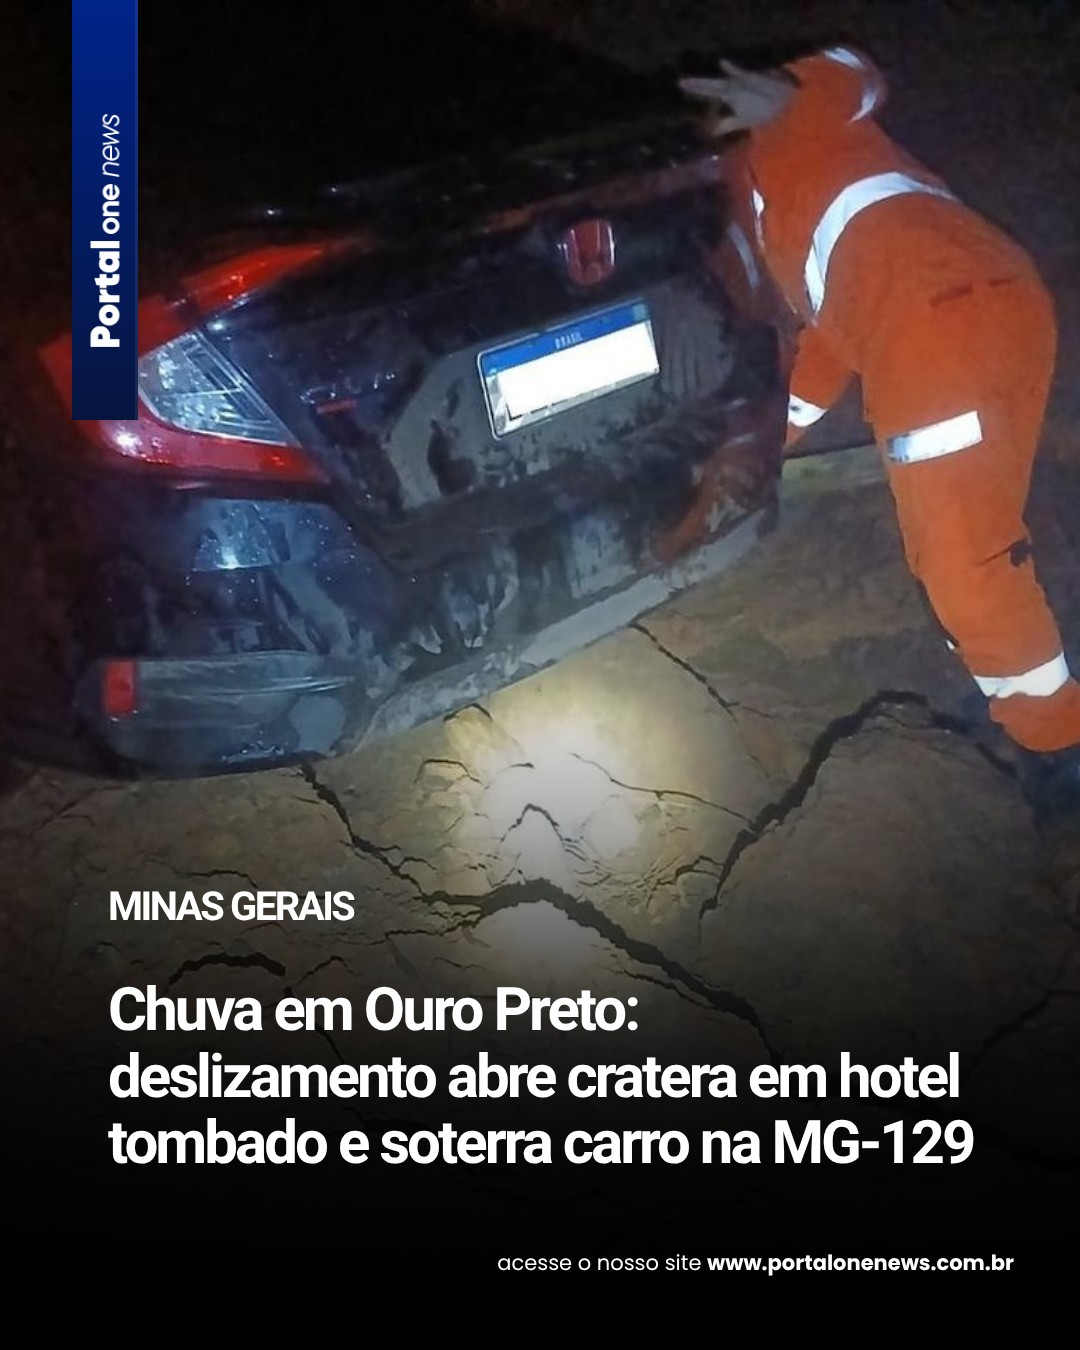 Portal one news
BRASIL
MINAS GERAIS
Chuva em Ouro Preto:
deslizamento abre cratera em hotel
tombado e soterra carro na MG-129
acesse o nosso site www.portalonenews.com.br